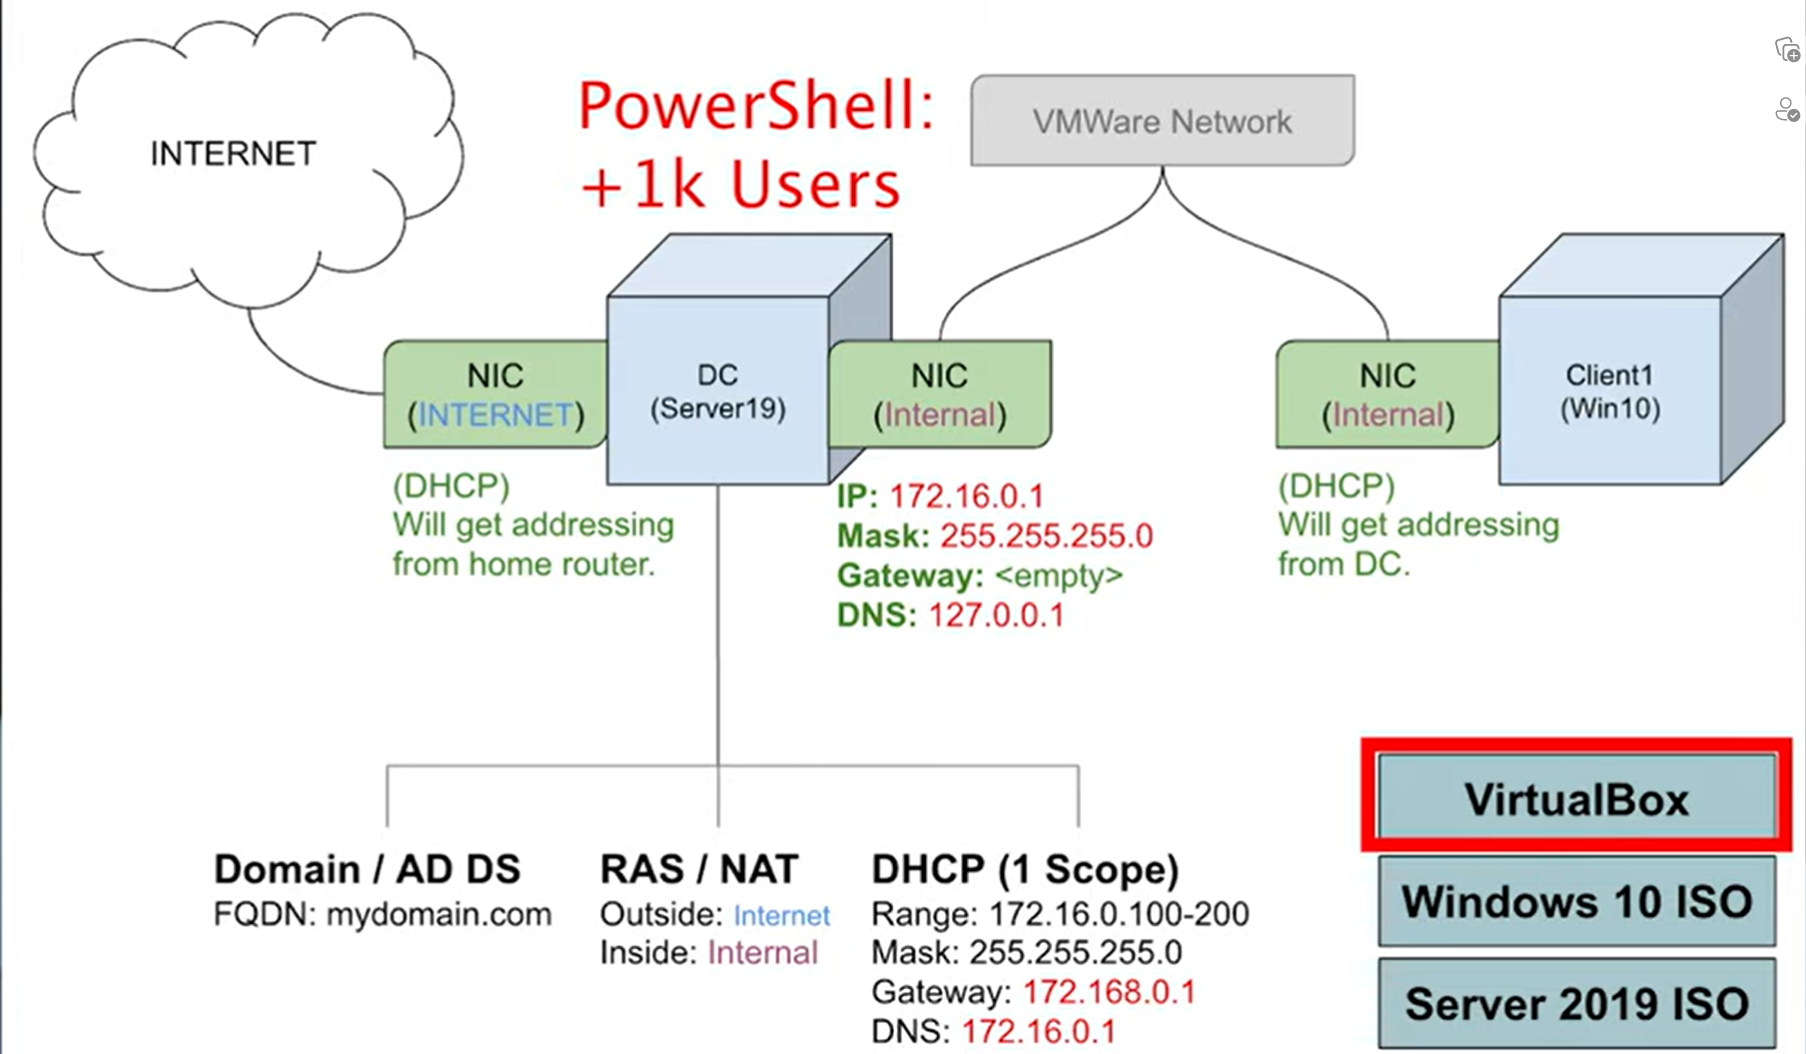 INTERNET
PowerShell:
+1k Users
VMWare Network
NIC
(INTERNET)
DC
(Server19)
NIC
(Internal)
NIC
(Internal)
Client1
(Win10)
(DHCP)
Will get addressing
from home router.
IP: 172.16.0.1
Mask: 255.255.255.0
Gateway: <empty>
DNS: 127.0.0.1
(DHCP)
Will get addressing
from DC.
Domain / AD DS
FQDN: mydomain.com
RAS / NAT
Outside: Internet
Inside: Internal
DHCP (1 Scope)
Range: 172.16.0.100-200
Mask: 255.255.255.0
Gateway: 172.168.0.1
DNS: 172.16.0.1
VirtualBox
Windows 10 ISO
Server 2019 ISO